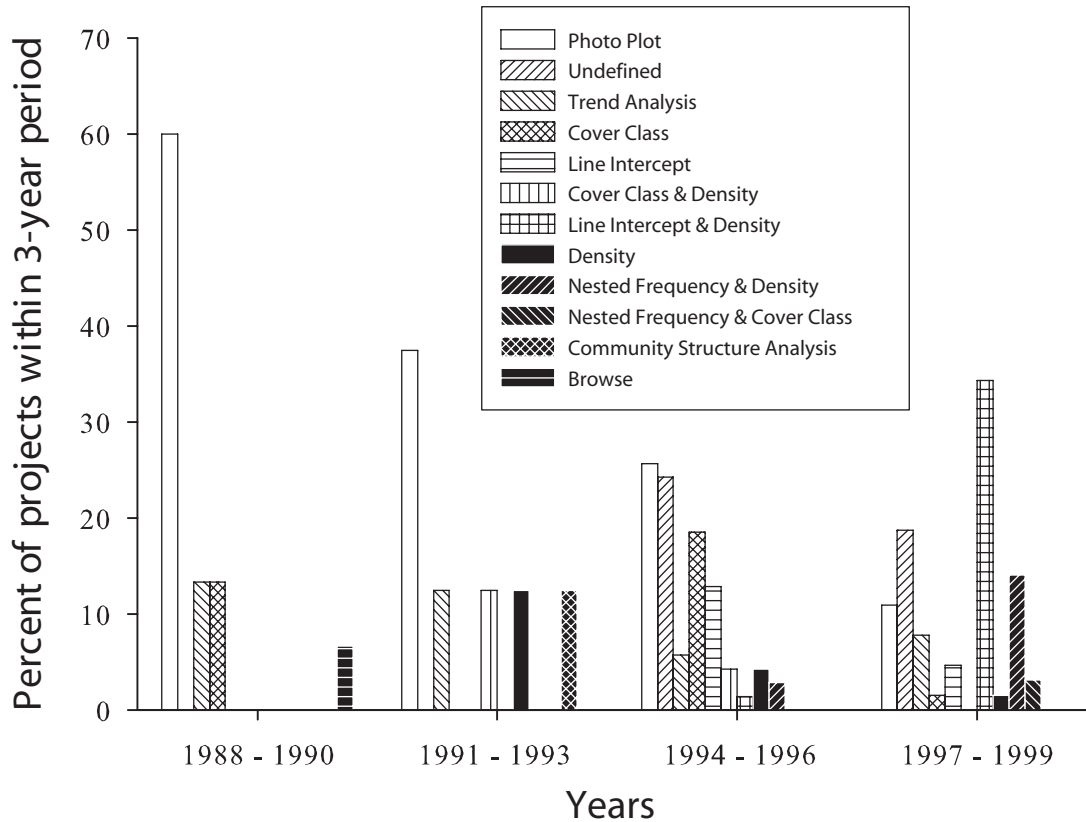 Percent of projects within 3-year period
70
60
50
40
30
20
10
0
Photo Plot
Undefined
Trend Analysis
Cover Class
Line Intercept
Cover Class & Density
Line Intercept & Density
Density
Nested Frequency & Density
Nested Frequency & Cover Class
Community Structure Analysis
Browse
1988 - 1990
1991 - 1993
1994 - 1996
1997 - 1999
Years